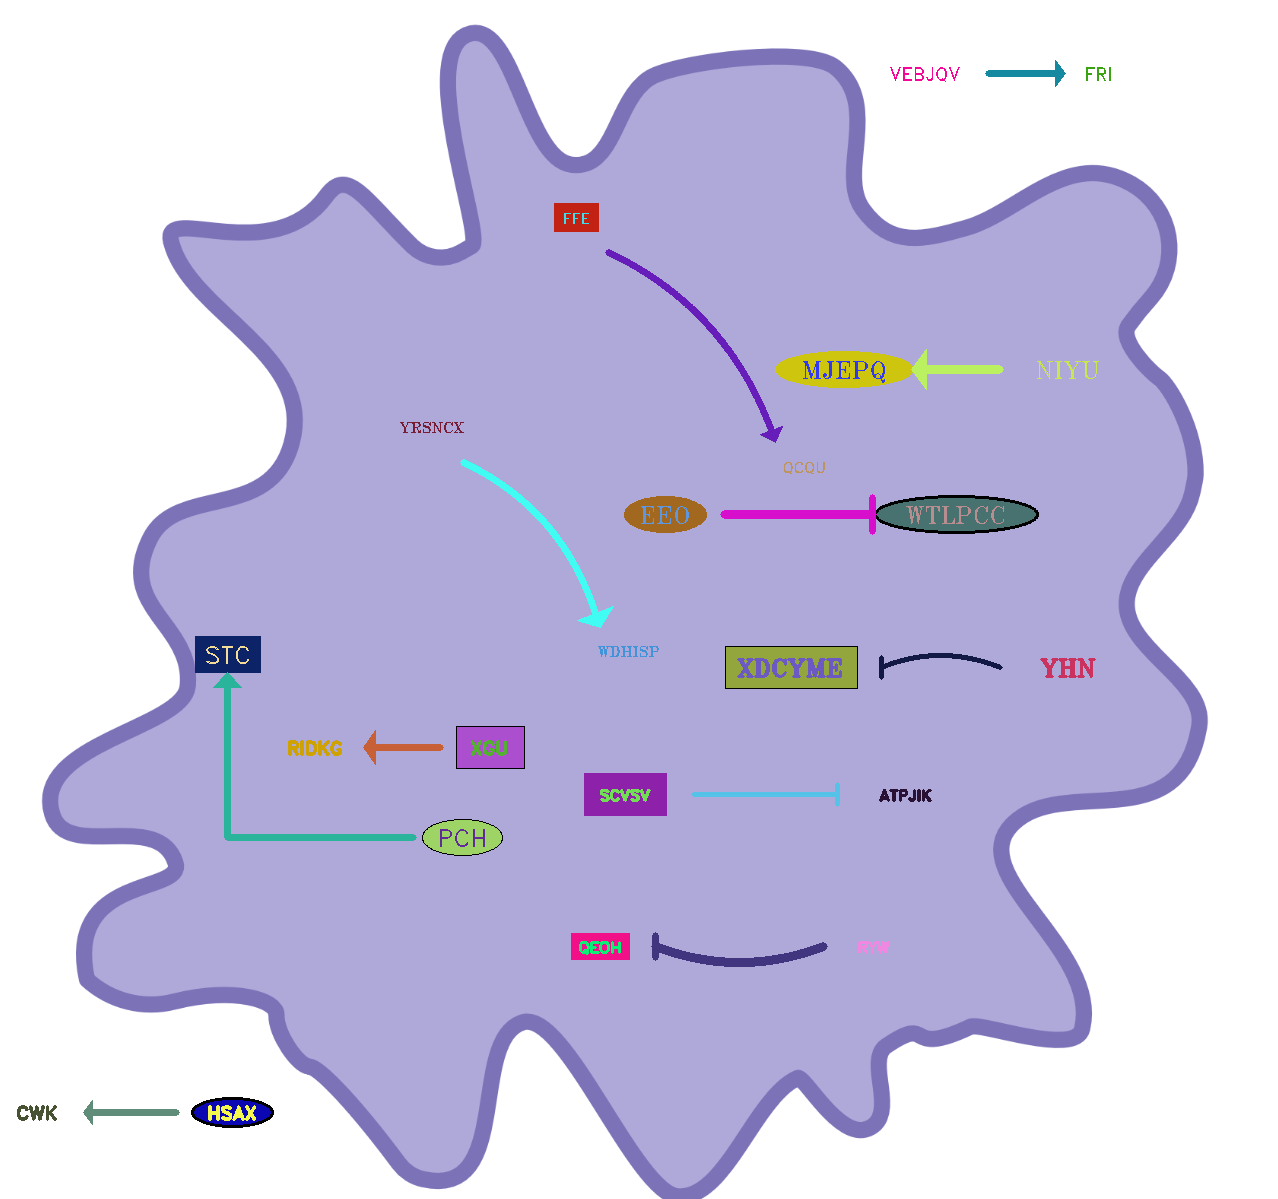 VEBJQV
FRI
FFE
MJEPQ
NIYU
YRSNCX
QCQU
EEO
WTLPCC
STC
WDHISP
XDCYME
YHN
RIDKG
XGU
SCVSV
ATPJIK
PCH
QEOH
CWK
HSAX